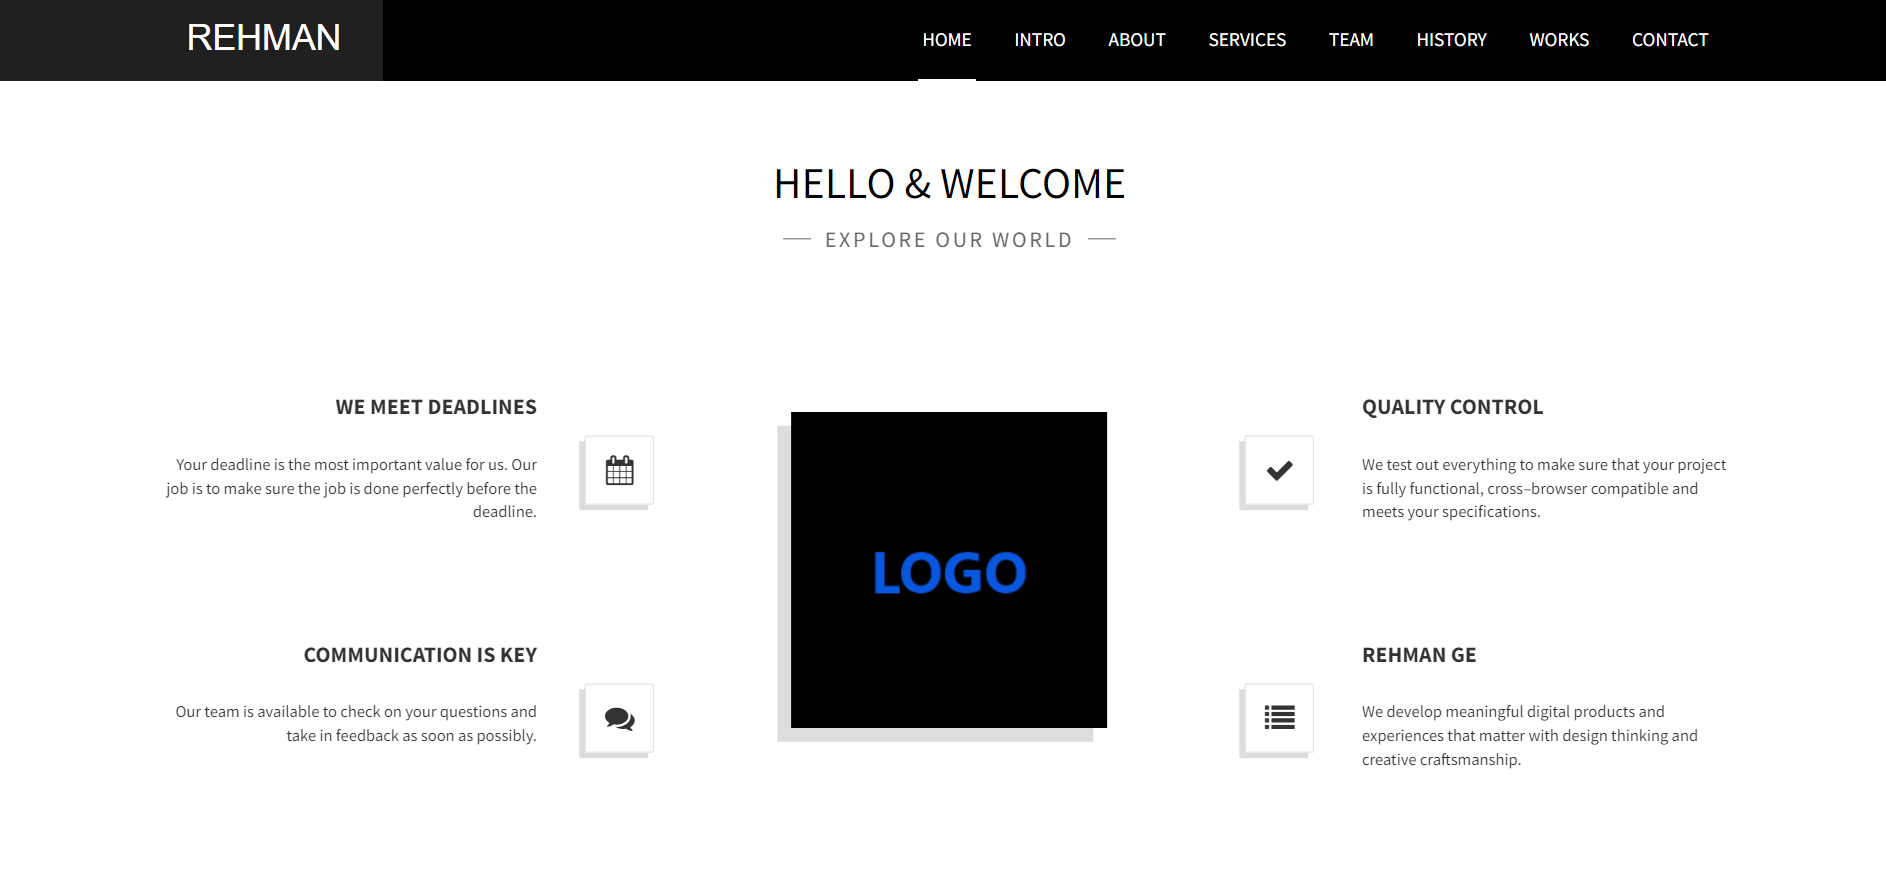 REHMAN
HOME INTRO ABOUT SERVICES TEAM HISTORY WORKS CONTACT
HELLO & WELCOME
EXPLORE OUR WORLD
WE MEET DEADLINES
Your deadline is the most important value for us. Our
job is to make sure the job is done perfectly before the
deadline.
COMMUNICATION IS KEY
Our team is available to check on your questions and
take in feedback as soon as possibly.
LOGO
QUALITY CONTROL
We test out everything to make sure that your project
is fully functional, cross–browser compatible and
meets your specifications.
REHMAN GE
We develop meaningful digital products and
experiences that matter with design thinking and
creative craftsmanship.